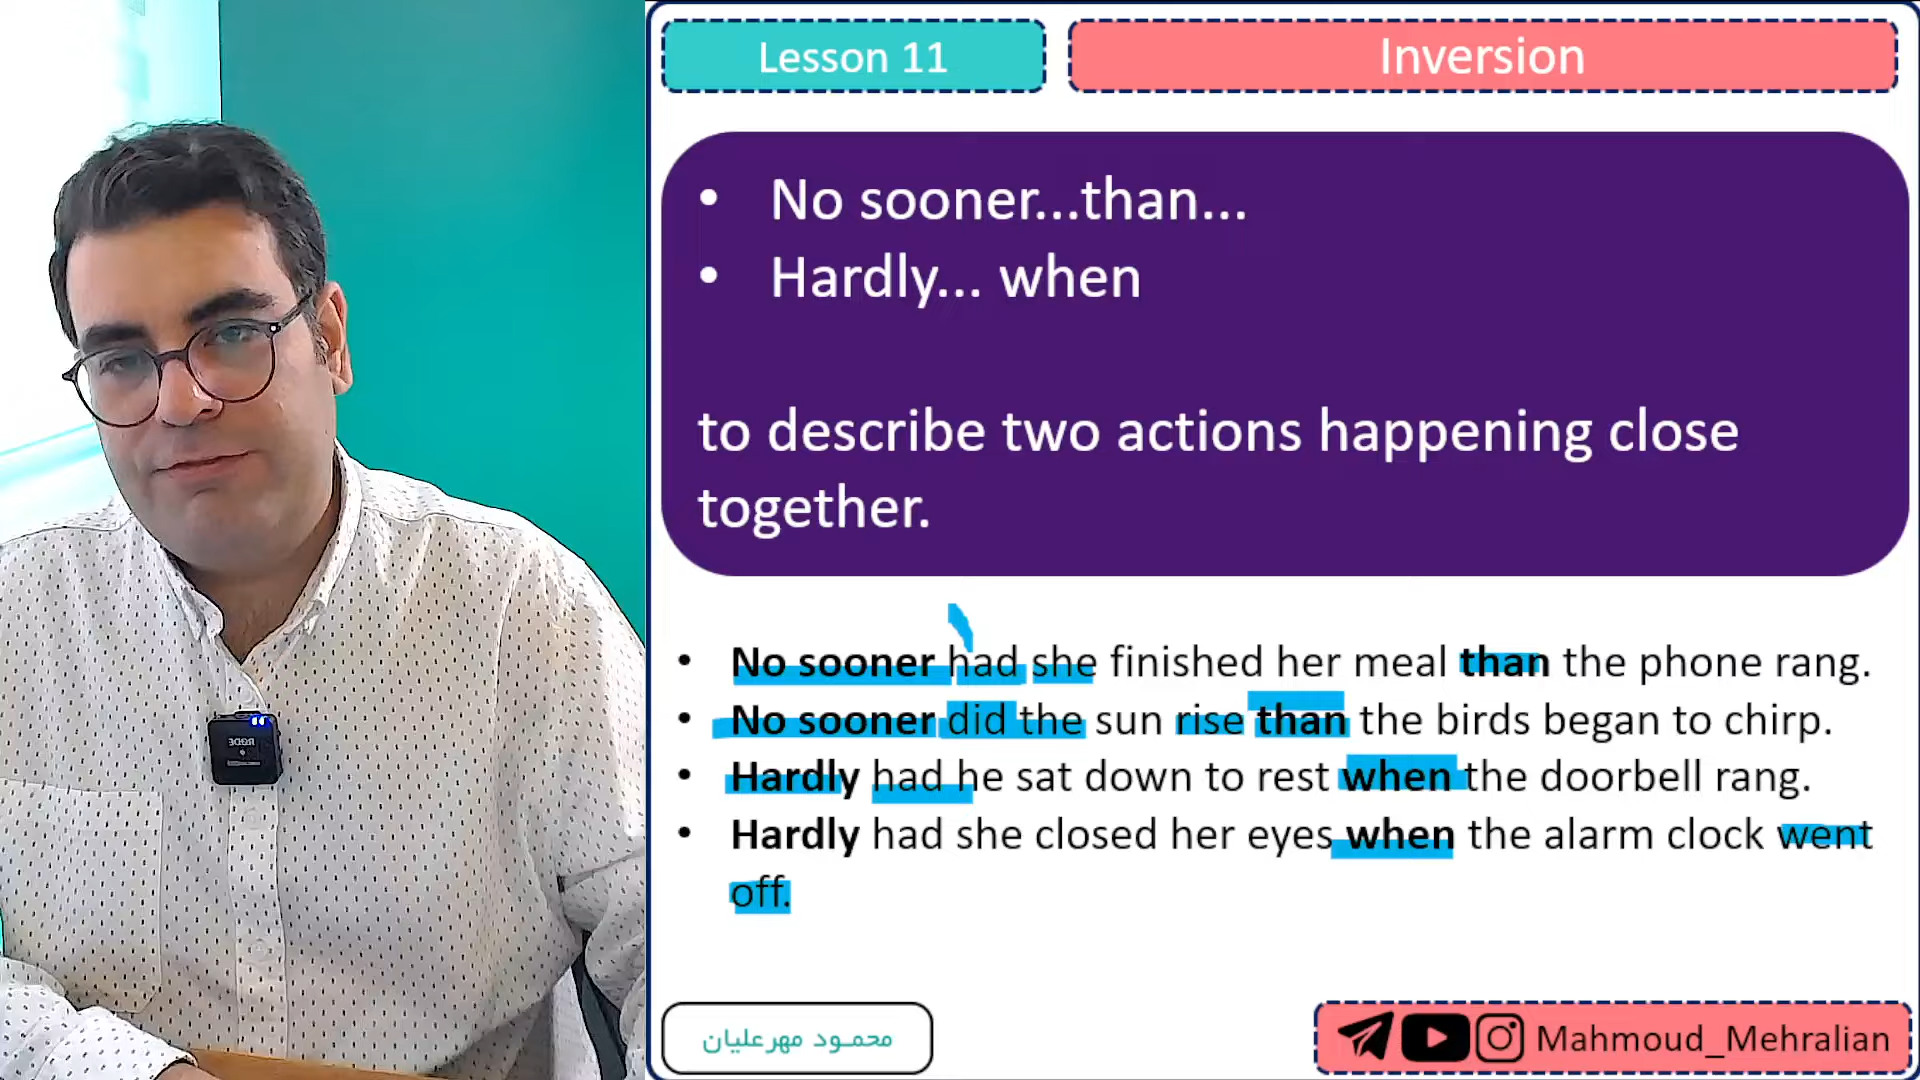 Lesson 11
Inversion
• No sooner...than...
• Hardly... when
to describe two actions happening close
together.
• No sooner had she finished her meal than the phone rang.
• No sooner did the sun rise than the birds began to chirp.
• Hardly had he sat down to rest when the doorbell rang.
• Hardly had she closed her eyes when the alarm clock went
off.
محمود مهرعلیان
Mahmoud_Mehralian
RØDE